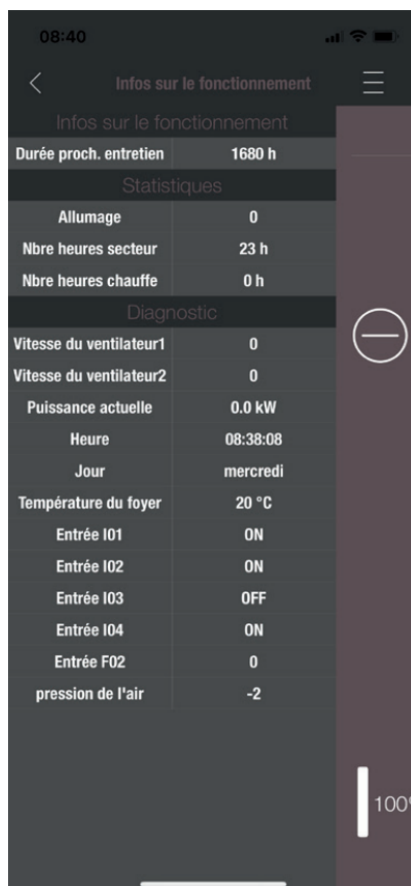 08:40
Infos sur le fonctionnement
Infos sur le fonctionnement
Durée proch. entretien 1680 h
Statistiques
Allumage 0
Nbre heures secteur 23 h
Nbre heures chauffe 0 h
Diagnostic
Vitesse du ventilateur1 0
Vitesse du ventilateur2 0
Puissance actuelle 0.0 kW
Heure 08:38:08
Jour mercredi
Température du foyer 20 °C
Entrée I01 ON
Entrée I02 ON
Entrée I03 OFF
Entrée I04 ON
Entrée F02 0
pression de l'air -2
100%